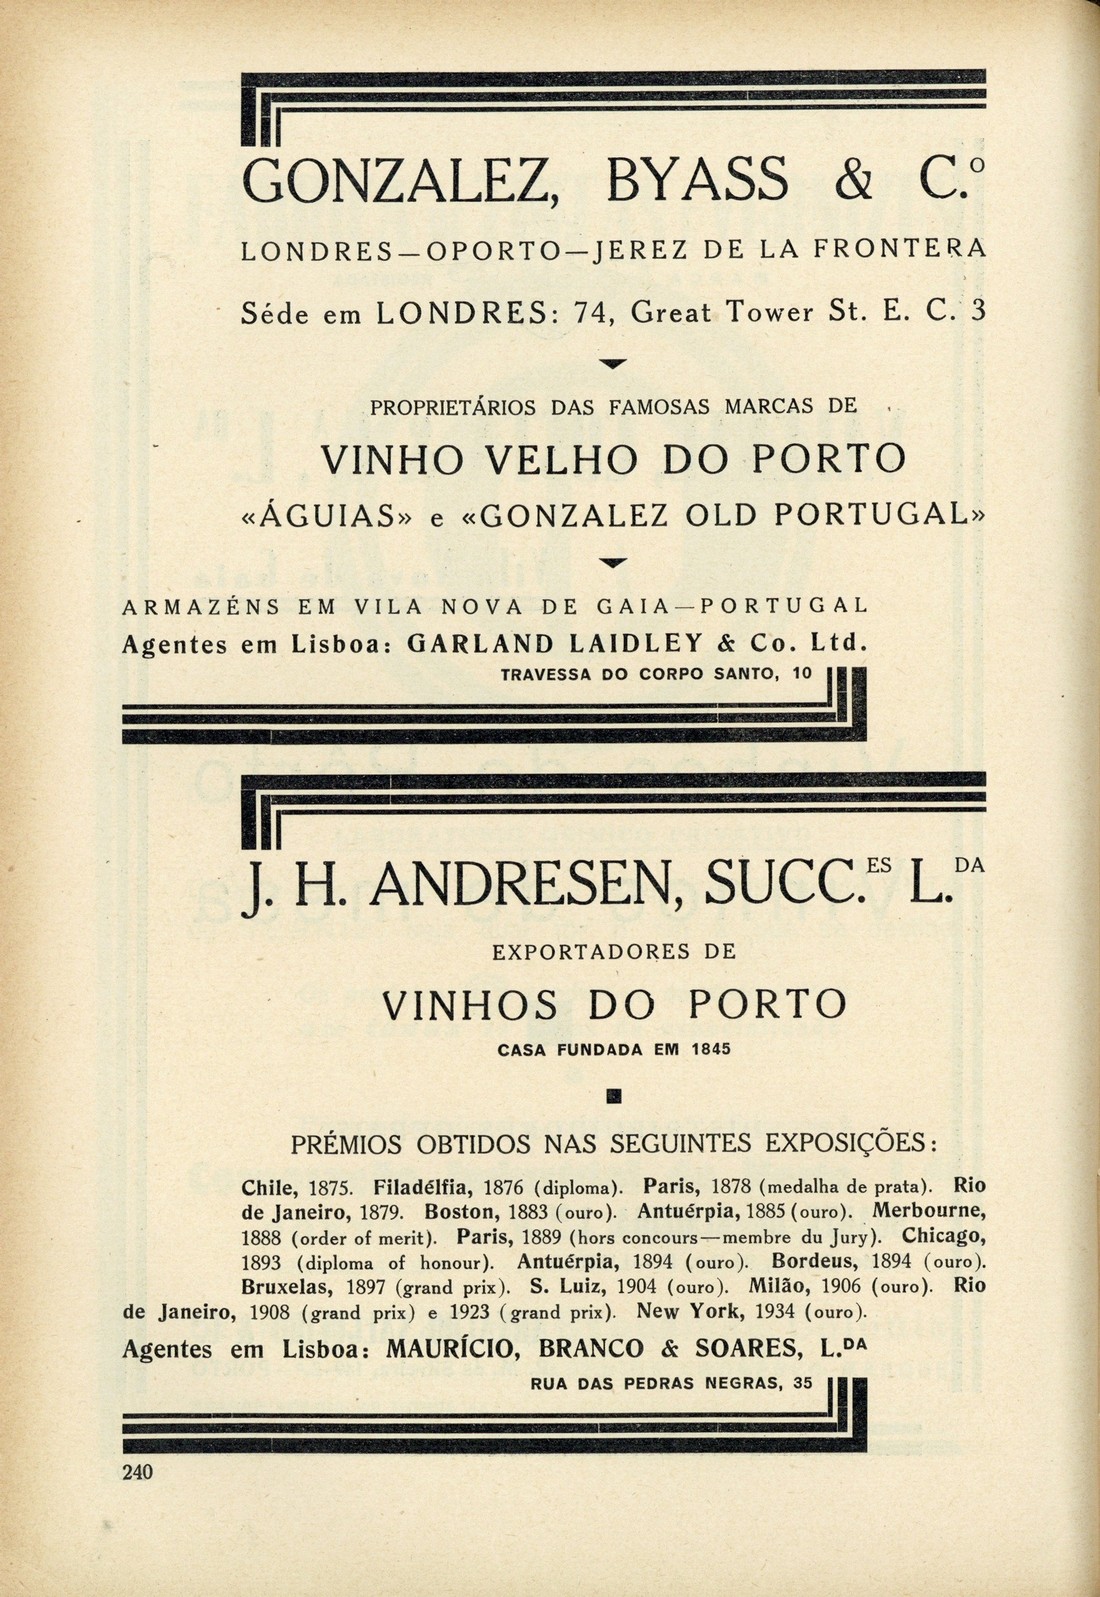 GONZALEZ, BYASS & C.º
LONDRES—OPORTO—JEREZ DE LA FRONTERA
Séde em LONDRES: 74, Great Tower St. E. C. 3
PROPRIETÁRIOS DAS FAMOSAS MARCAS DE
VINHO VELHO DO PORTO
«ÁGUIAS» e «GONZALEZ OLD PORTUGAL»
ARMAZÉNS EM VILA NOVA DE GAIA—PORTUGAL
Agentes em Lisboa: GARLAND LAIDLEY & Co. Ltd.
TRAVESSA DO CORPO SANTO, 10
J. H. ANDRESEN, SUCC.ES L.DA
EXPORTADORES DE
VINHOS DO PORTO
CASA FUNDADA EM 1845
PRÉMIOS OBTIDOS NAS SEGUINTES EXPOSIÇÕES:
Chile, 1875. Filadélfia, 1876 (diploma). Paris, 1878 (medalha de prata). Rio
de Janeiro, 1879. Boston, 1883 (ouro). Antuérpia, 1885 (ouro). Merbourne,
1888 (order of merit). Paris, 1889 (hors concours—membre du Jury). Chicago,
1893 (diploma of honour). Antuérpia, 1894 (ouro). Bordeus, 1894 (ouro).
Bruxelas, 1897 (grand prix). S. Luiz, 1904 (ouro). Milão, 1906 (ouro). Rio
de Janeiro, 1908 (grand prix) e 1923 (grand prix). New York, 1934 (ouro).
Agentes em Lisboa: MAURÍCIO, BRANCO & SOARES, L.DA
RUA DAS PEDRAS NEGRAS, 35
240